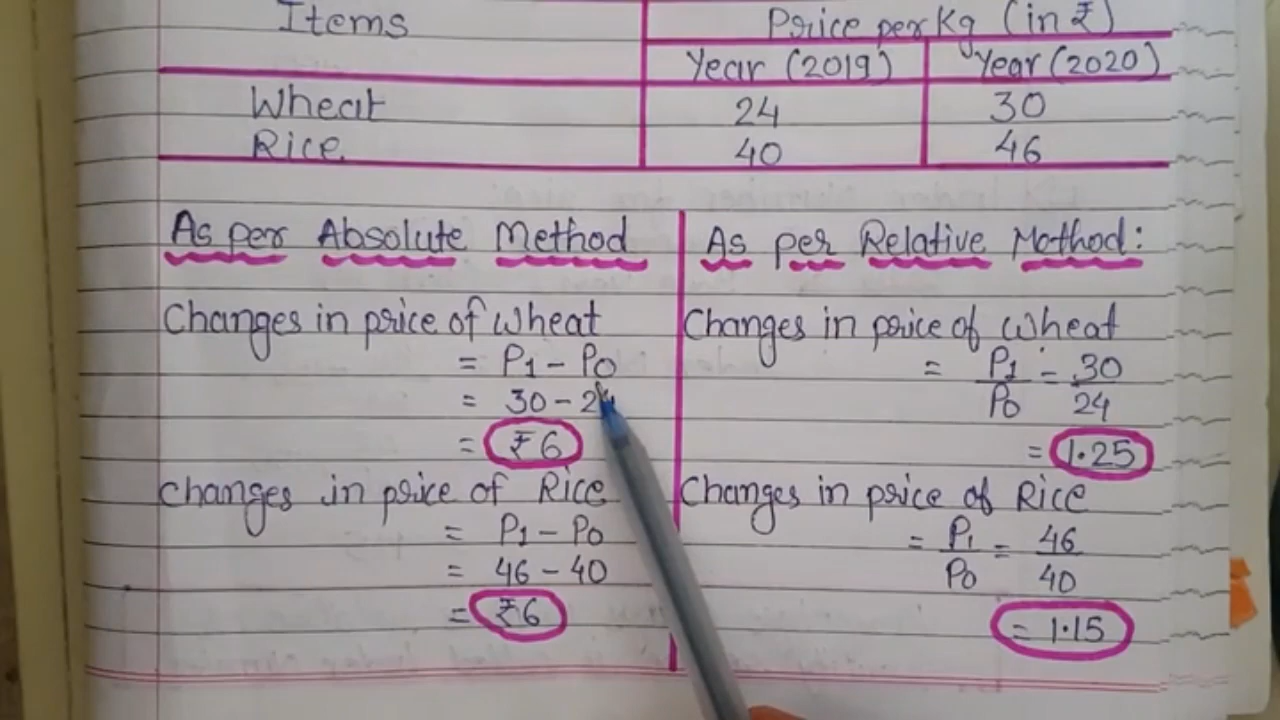 Items Price per Kg (in ₹)
Year (2019) Year (2020)
Wheat 24 30
Rice 40 46
As per Absolute Method
Changes in price of wheat
= P1 - P0
= 30 - 24
= ₹6
Changes in price of Rice
= P1 - P0
= 46 - 40
= ₹6
As per Relative Method:
Changes in price of wheat
= P1/P0 = 30/24
= 1.25
Changes in price of Rice
= P1/P0 = 46/40
= 1.15